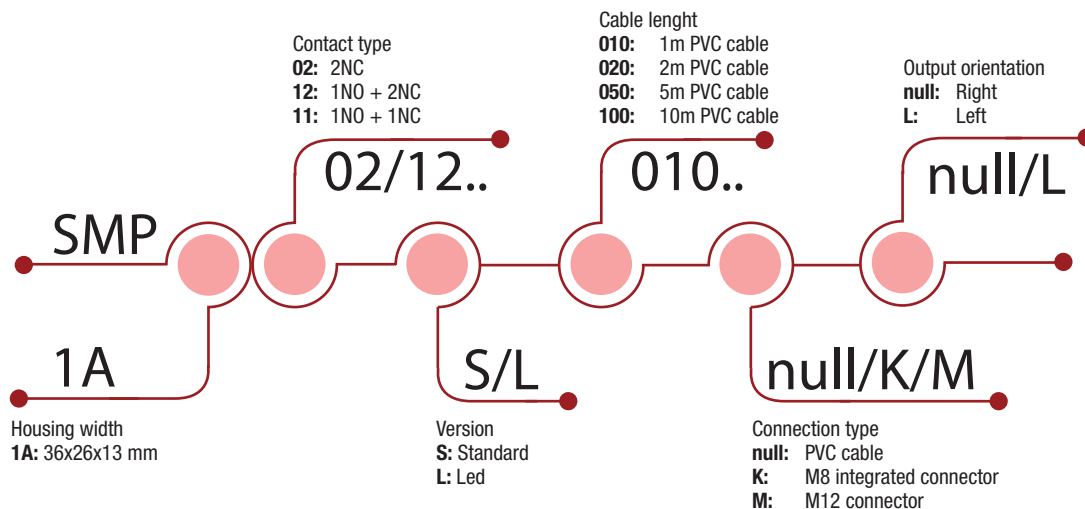 Contact type
02: 2NC
12: 1NO + 2NC
11: 1NO + 1NC
Cable lenght
010: 1m PVC cable
020: 2m PVC cable
050: 5m PVC cable
100: 10m PVC cable
Output orientation
null: Right
L: Left
02/12..
010..
null/L
SMP
1A
S/L
null/K/M
Housing width
1A: 36x26x13 mm
Version
S: Standard
L: Led
Connection type
null: PVC cable
K: M8 integrated connector
M: M12 connector